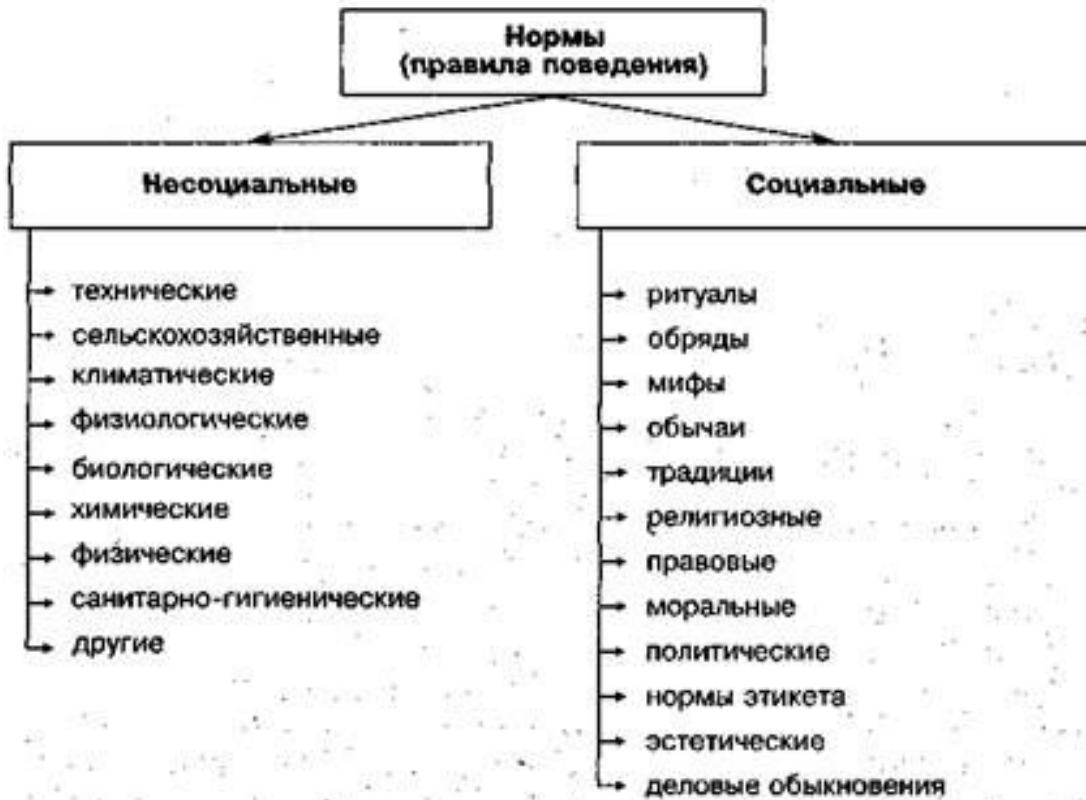 Нормы
(правила поведения)
Несоциальные
Социальные
технические
сельскохозяйственные
климатические
физиологические
биологические
химические
физические
санитарно-гигиенические
другие
ритуалы
обряды
мифы
обычаи
традиции
религиозные
правовые
моральные
политические
нормы этикета
эстетические
деловые обыкновения